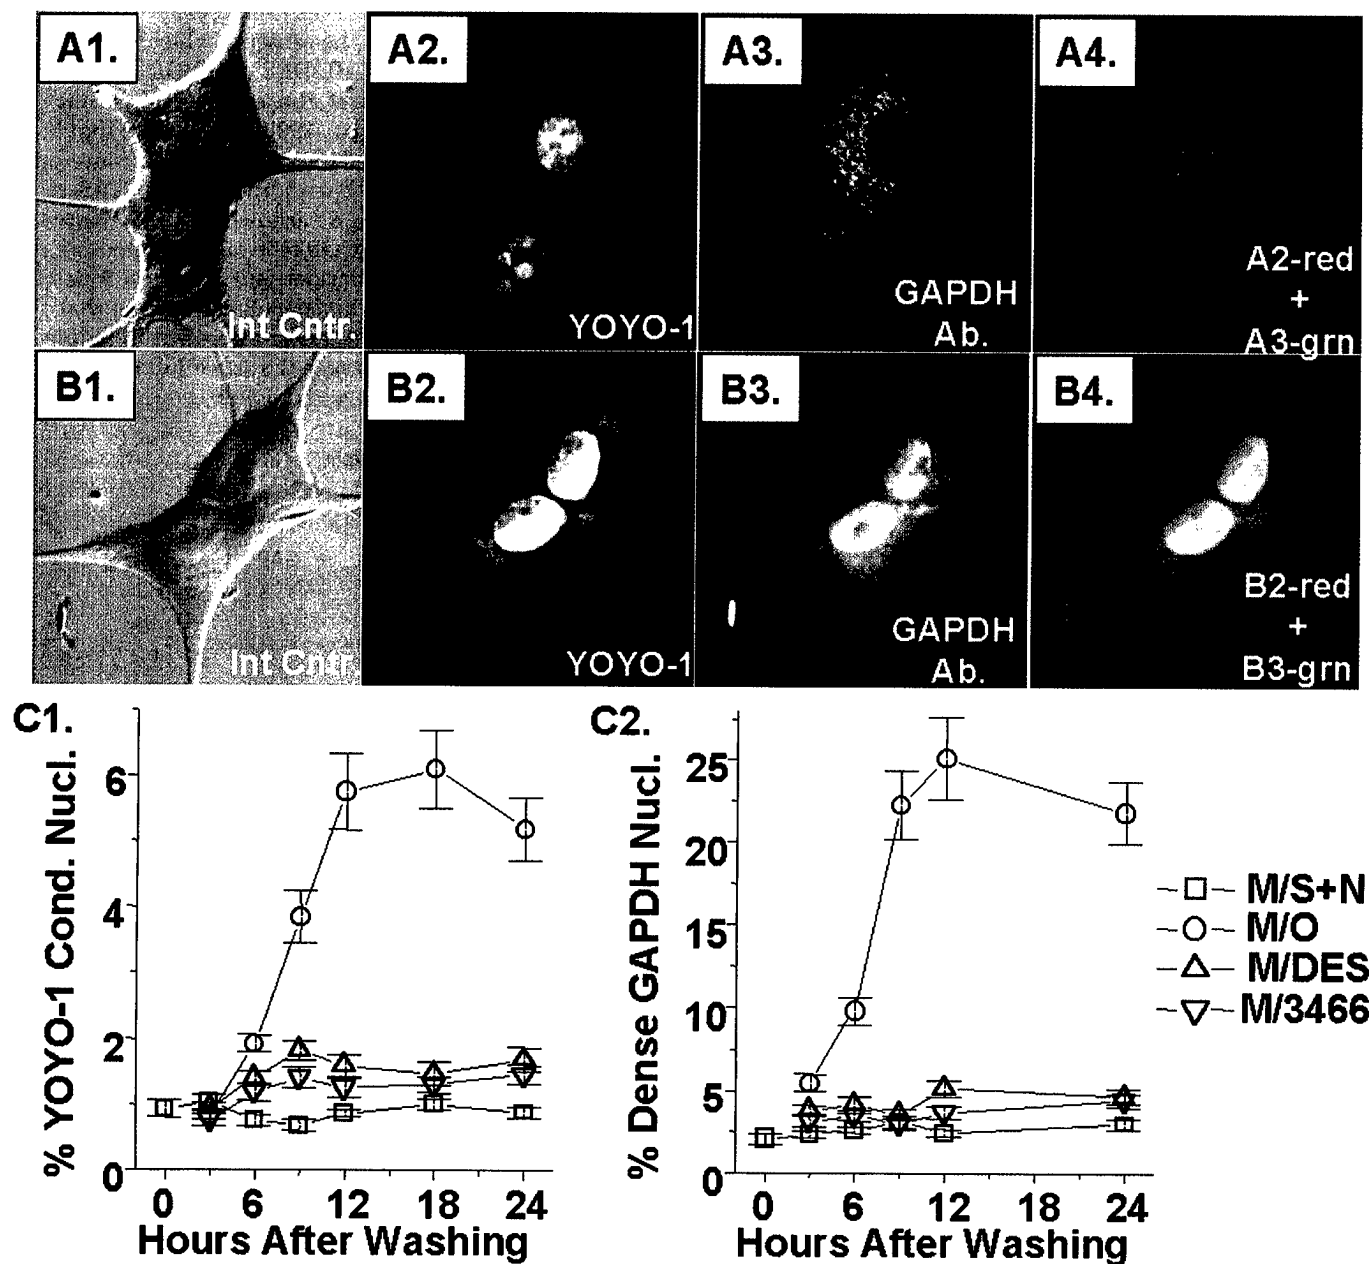 A1.
A2.
A3.
A4.
Int Cntr.
YOYO-1
GAPDH
Ab.
A2-red
+
A3-grn
B1.
B2.
B3.
B4.
Int Cntr.
YOYO-1
GAPDH
Ab.
B2-red
+
B3-grn
C1.
% YOYO-1 Cond. Nucl.
6
4
2
0
0 6 12 18 24
Hours After Washing
C2.
% Dense GAPDH Nucl.
25
20
15
10
5
0
0 6 12 18 24
Hours After Washing
M/S+N
M/O
M/DES
M/3466